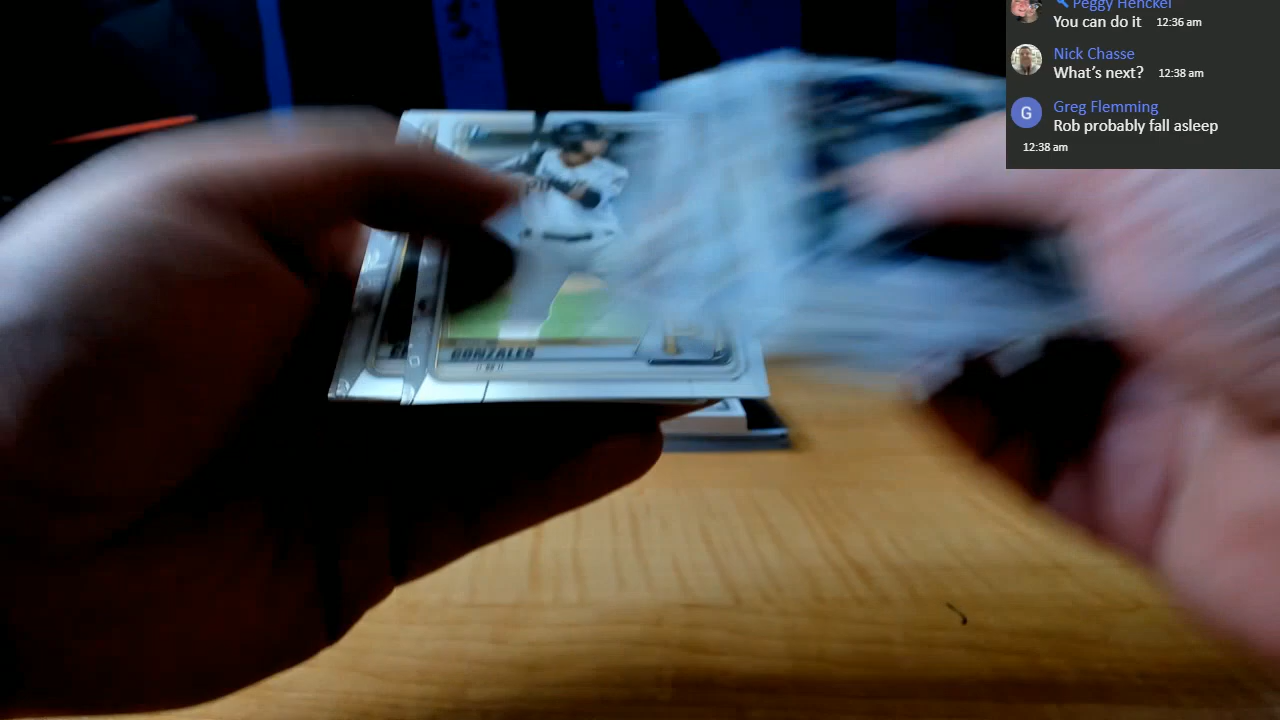 Peggy Henckel
You can do it 12:36 am
Nick Chasse
What's next? 12:38 am
Greg Flemming
G
Rob probably fall asleep
12:38 am
GONZALES